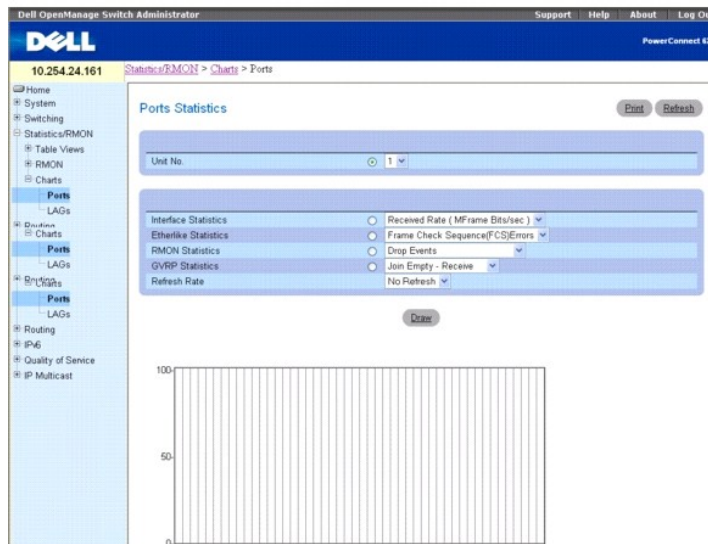 Dell OpenManage Switch Administrator
Support Help About Log Ou
DELL
PowerConnect 62
10.254.24.161
Statistics/RMON > Charts > Ports
Home
System
Switching
Statistics/RMON
Table Views
RMON
Charts
Ports
LAGs
Routing
Charts
Ports
LAGs
Routing
Charts
Ports
LAGs
Routing
IPv6
Quality of Service
IP Multicast
Ports Statistics
Print Refresh
Unit No. 1
Interface Statistics Received Rate ( MFrame Bits/sec )
Etherlike Statistics Frame Check Sequence(FCS)Errors
RMON Statistics Drop Events
GVRP Statistics Join Empty - Receive
Refresh Rate No Refresh
Draw
100
50
0